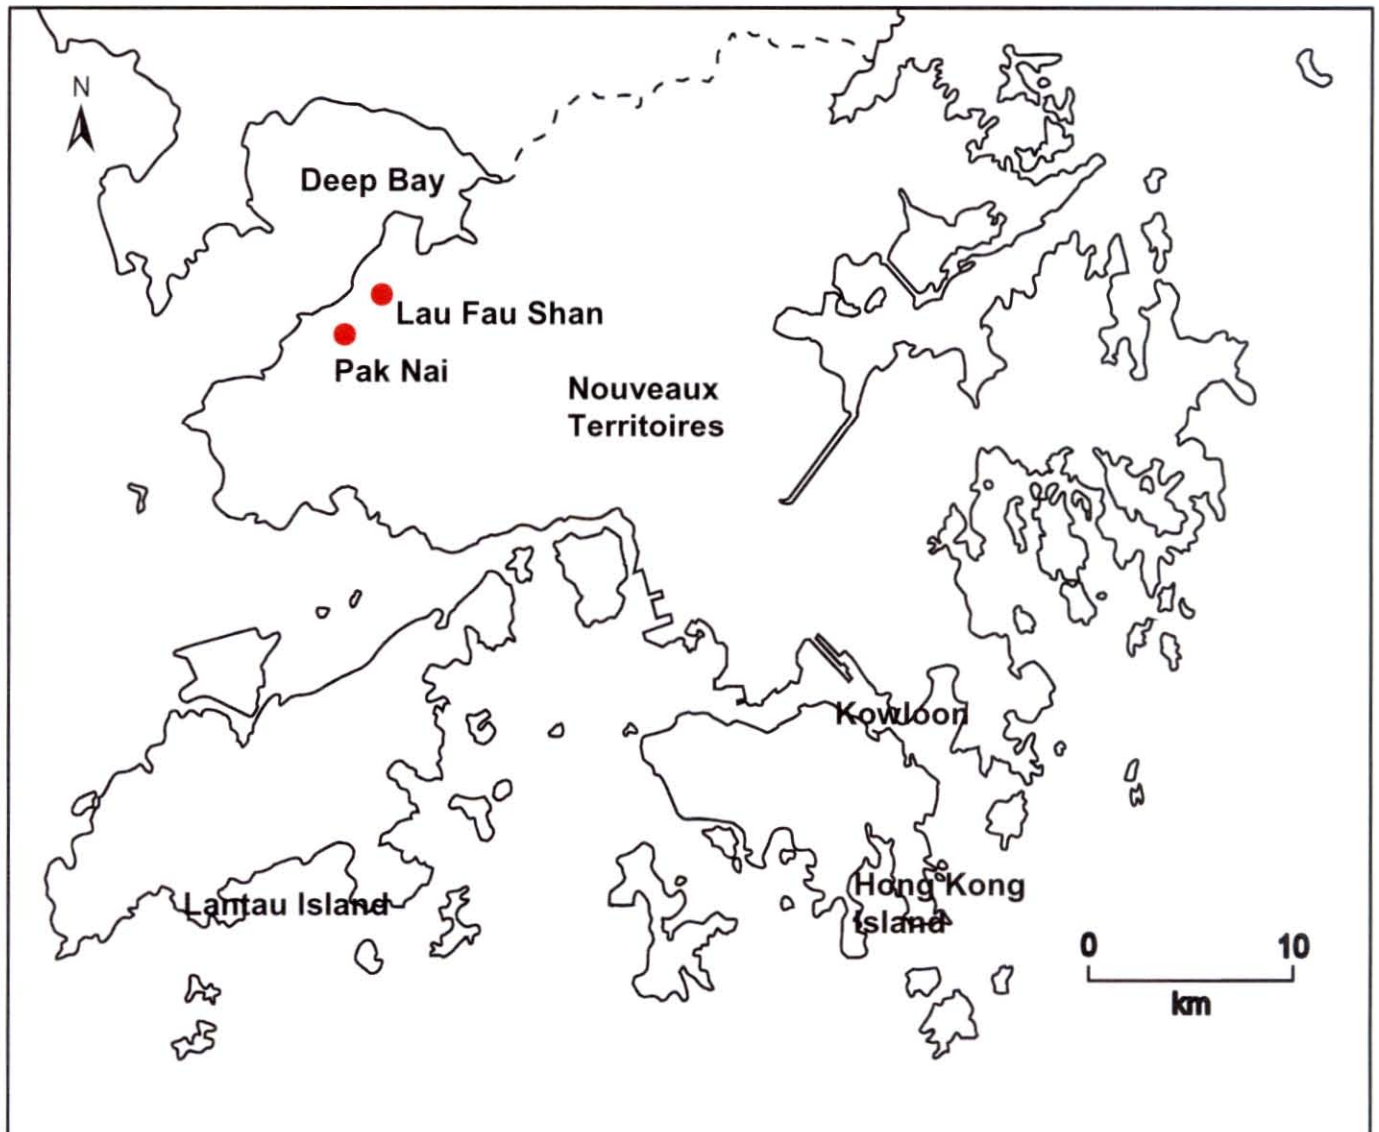 N
Deep Bay
Lau Fau Shan
Pak Nai
Nouveaux
Territoires
Kowloon
Hong Kong
Island
Lantau Island
0 10
km